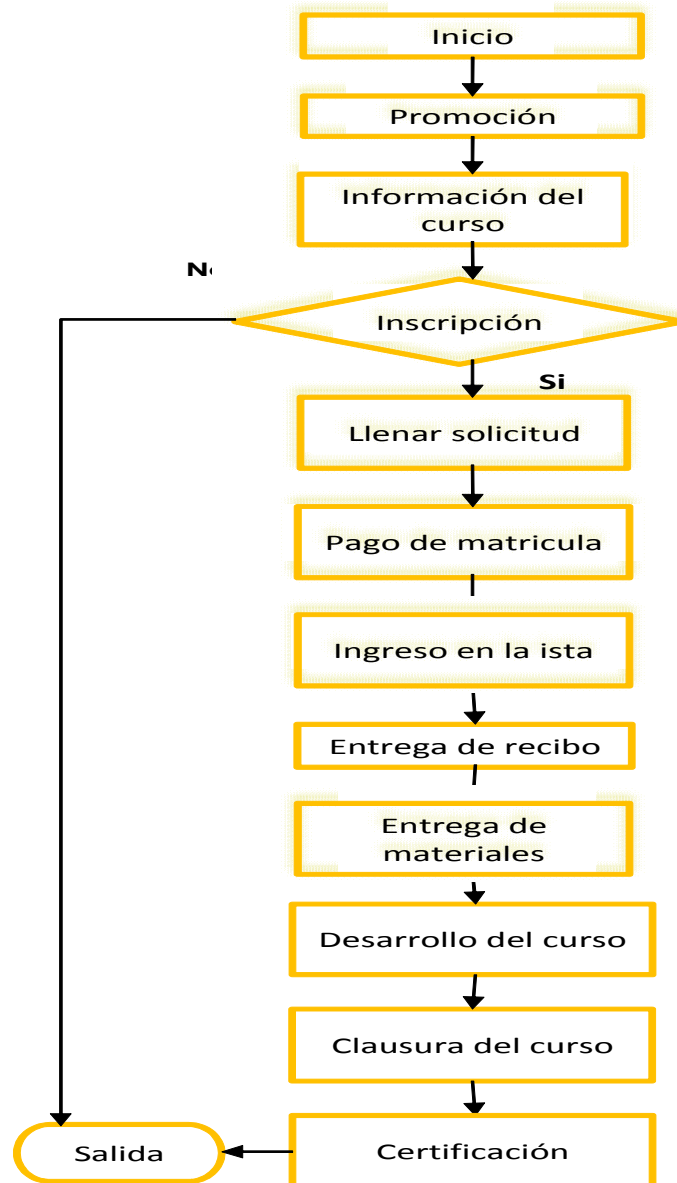 Inicio
Promoción
Información del
curso
Inscripción
Si
Llenar solicitud
Pago de matricula
Ingreso en la ista
Entrega de recibo
Entrega de
materiales
Desarrollo del curso
Clausura del curso
Certificación
Salida